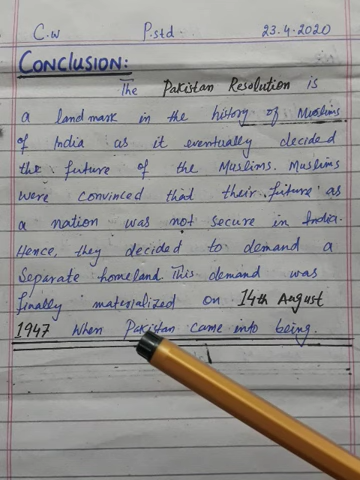 C.w P.std 23.4-2020
CONCLUSION:
The Pakistan Resolution is
a landmark in the history of Muslims
of India as it eventually decided
the future of the Muslims. Muslims
were convinced that their future as
a nation was not secure in India.
Hence, they decided to demand a
Separate homeland This demand was
finally materialized on 14th August
1947 When Pakistan came into being.